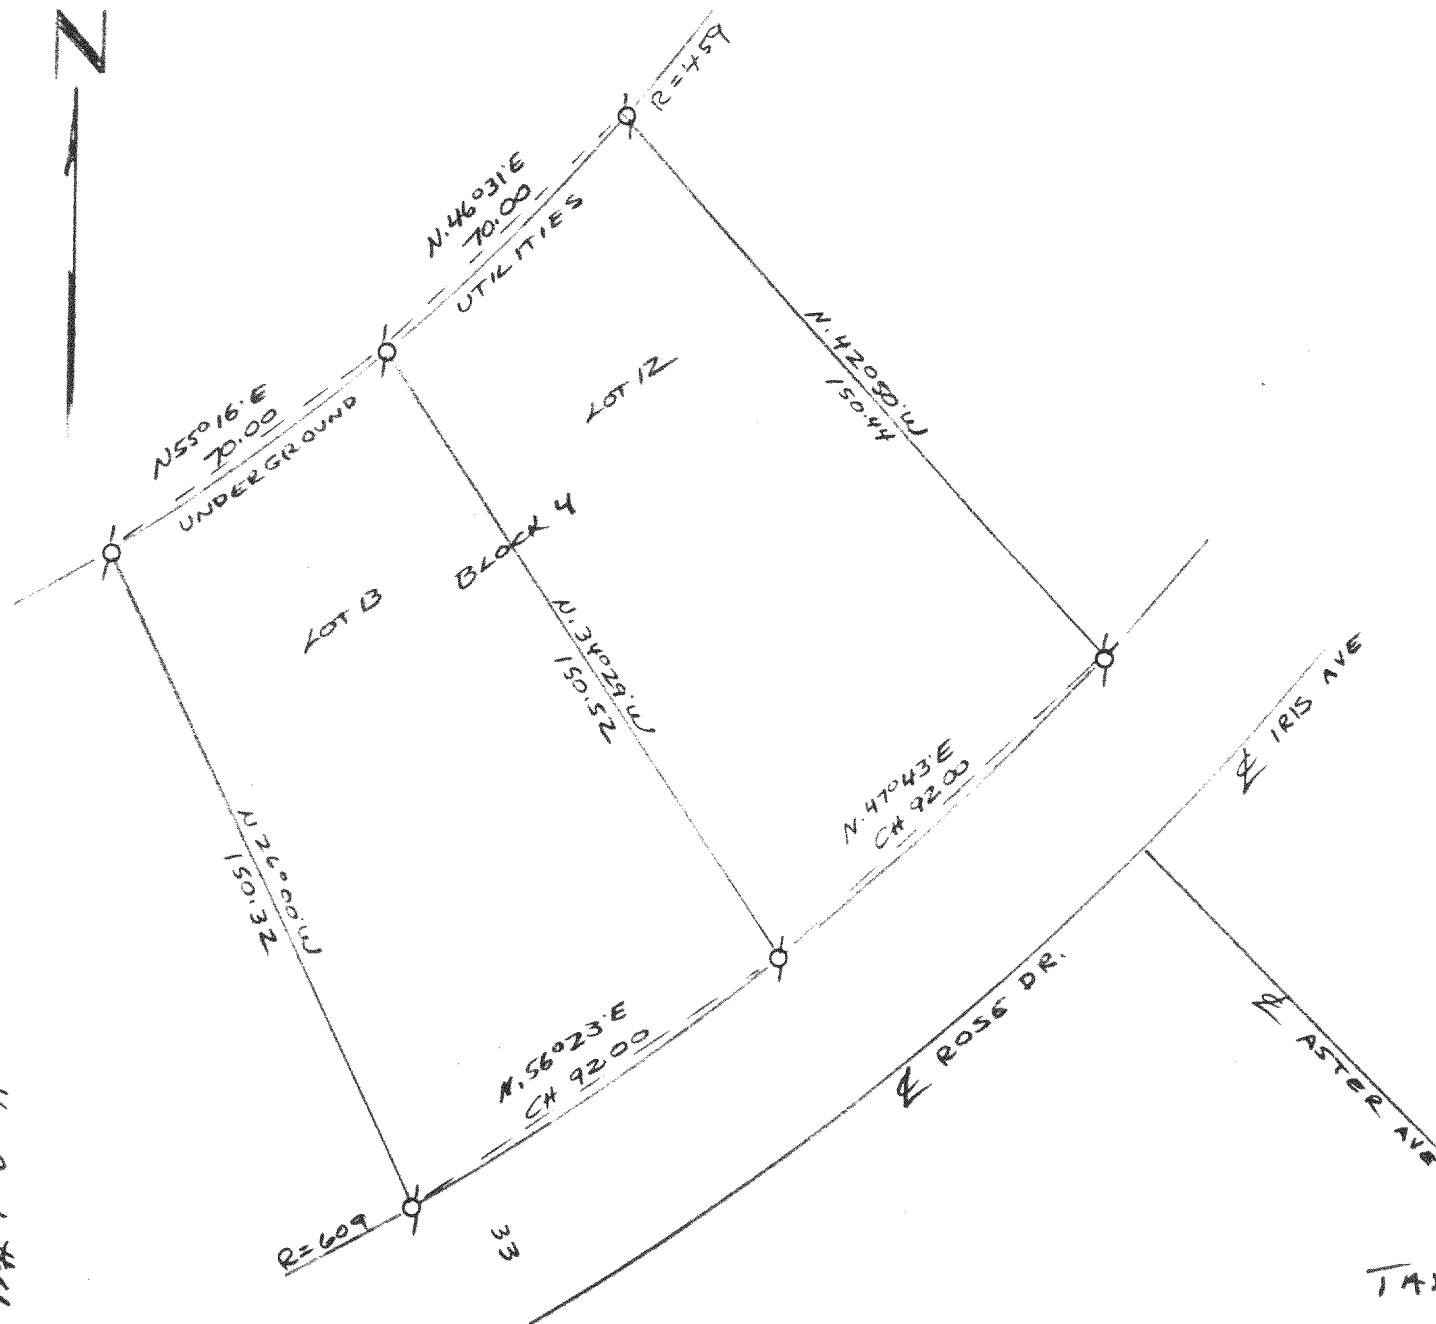 N
R=459
N.46°31'E
70.00
UTILITIES
N55°16'E
70.00
UNDERGROUND
LOT 12
N.42°50'W
150.44
BLOCK 4
LOT 13
N.34°29'W
150.52
N26°00'W
150.32
N.47°43'E
CH 92.00
℄ IRIS AVE
N.56°23'E
CH 92.00
℄ ROSE DR.
℄ ASTER AVE
R=609
33